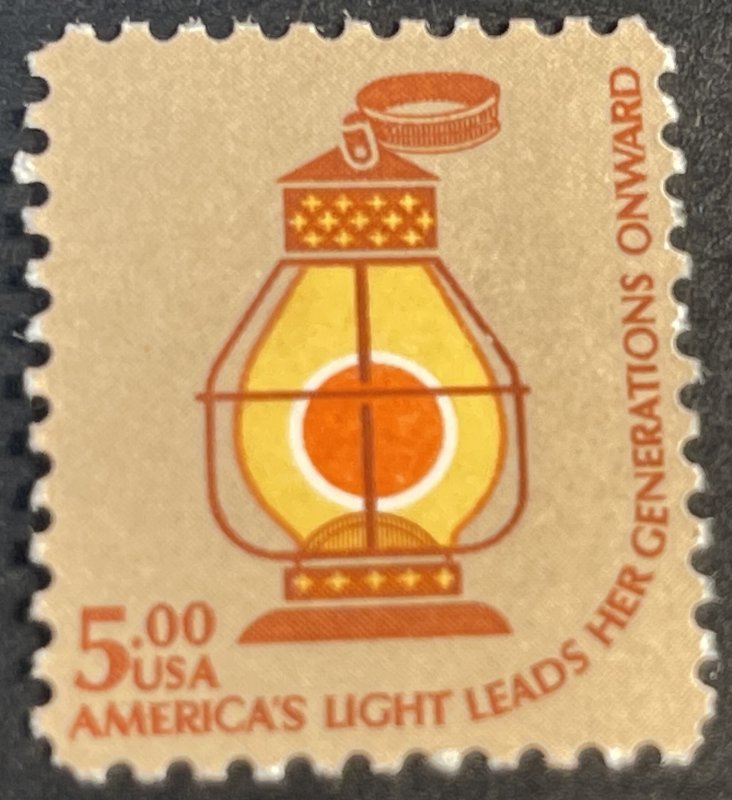 5.00
USA
AMERICA'S LIGHT LEADS HER GENERATIONS ONWARD